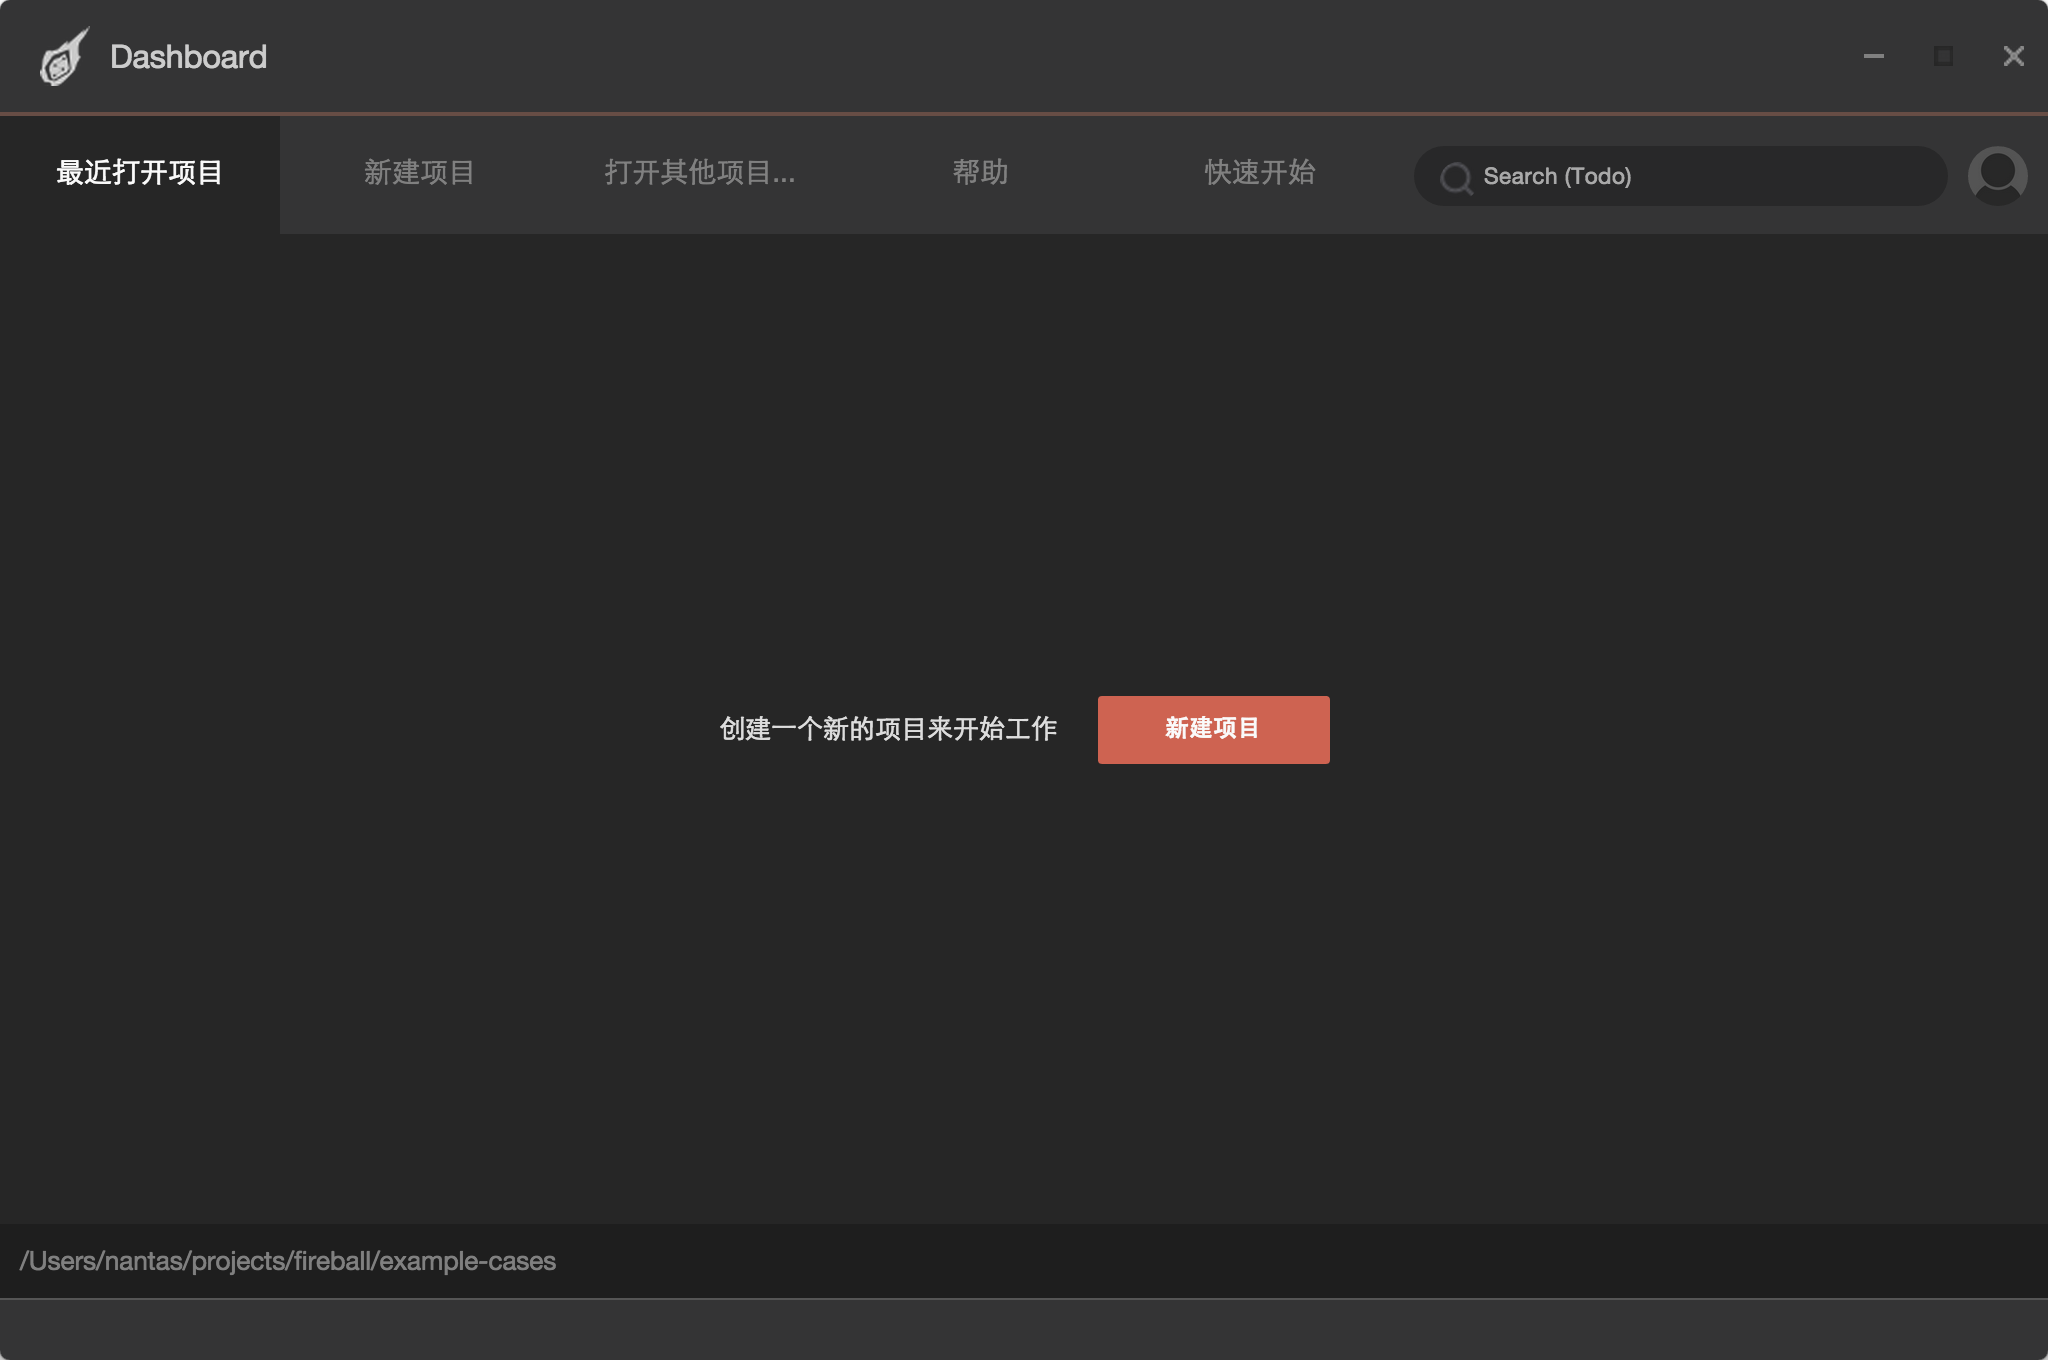 Dashboard
最近打开项目 新建项目 打开其他项目... 帮助 快速开始 Search (Todo)
创建一个新的项目来开始工作 新建项目
/Users/nantas/projects/fireball/example-cases